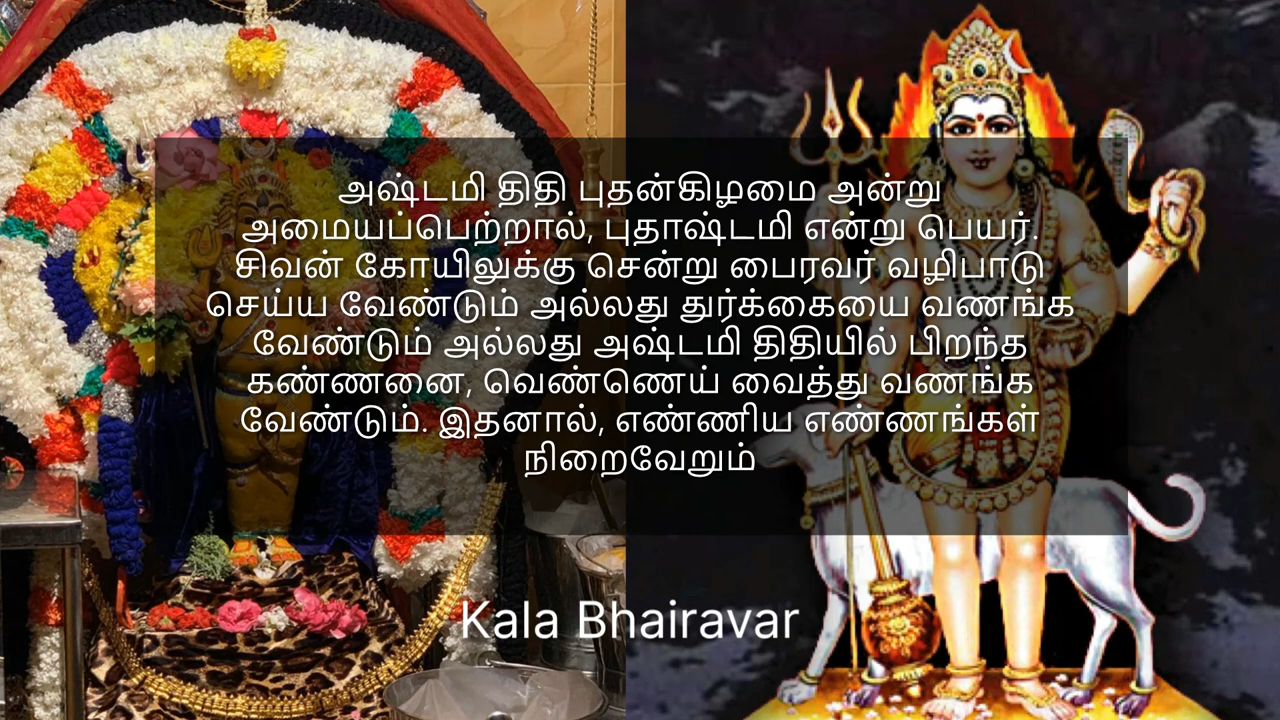 அஷ்டமி திதி புதன்கிழமை அன்று
அமையப்பெற்றால், புதாஷ்டமி என்று பெயர்.
சிவன் கோயிலுக்கு சென்று பைரவர் வழிபாடு
செய்ய வேண்டும் அல்லது துர்க்கையை வணங்க
வேண்டும் அல்லது அஷ்டமி திதியில் பிறந்த
கண்ணனை, வெண்ணெய் வைத்து வணங்க
வேண்டும். இதனால், எண்ணிய எண்ணங்கள்
நிறைவேறும்
Kala Bhairavar